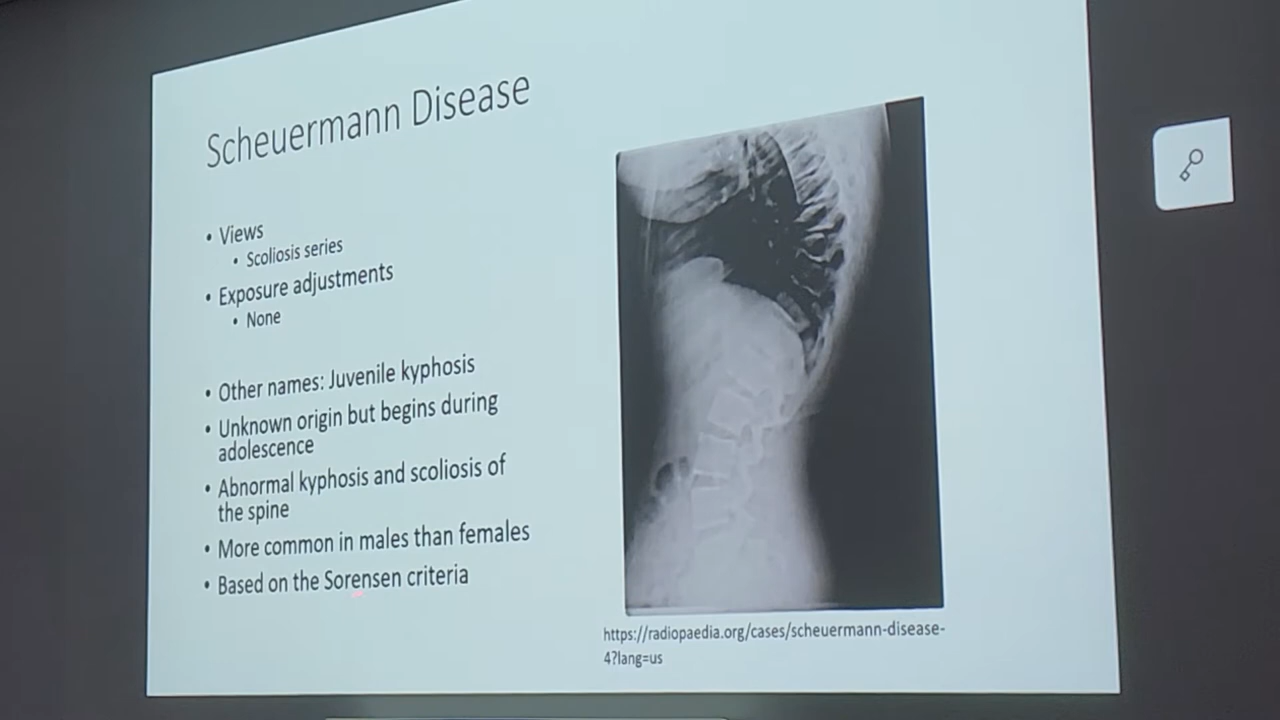 Scheuermann Disease
• Views
• Scoliosis series
• Exposure adjustments
• None
• Other names: Juvenile kyphosis
• Unknown origin but begins during
adolescence
• Abnormal kyphosis and scoliosis of
the spine
• More common in males than females
• Based on the Sorensen criteria
https://radiopaedia.org/cases/scheuermann-disease-
4?lang=us